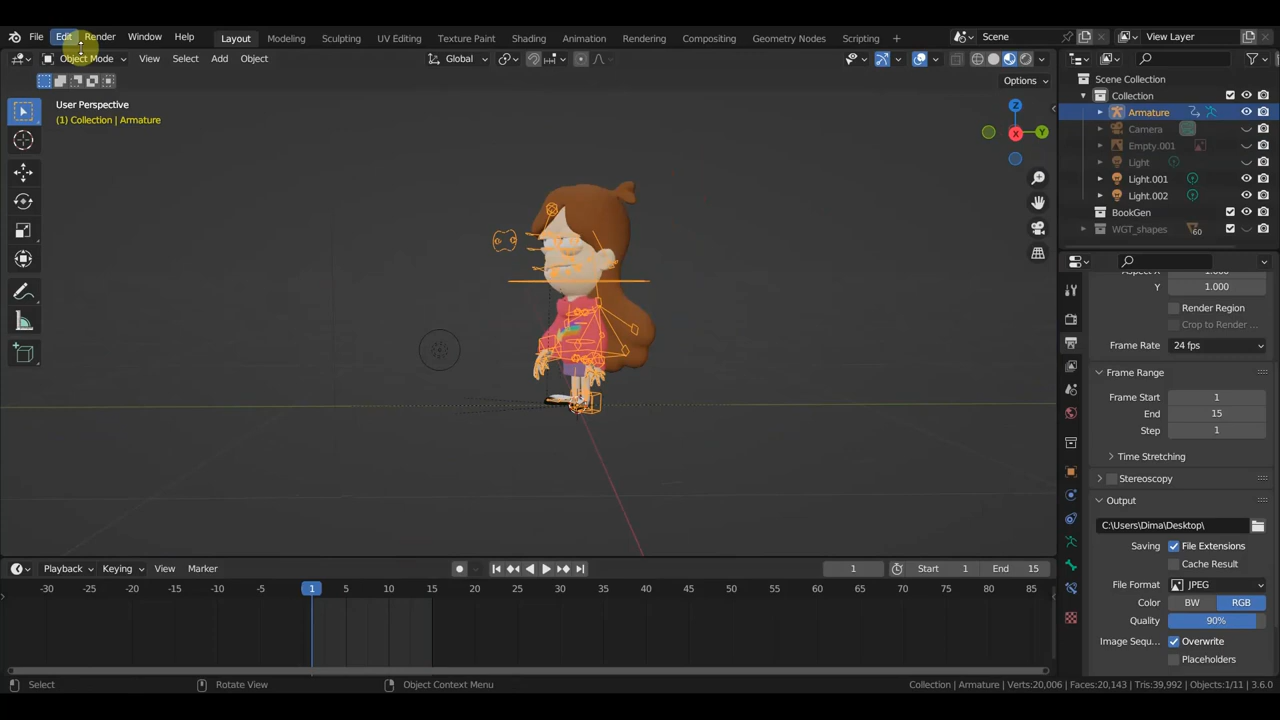 File Edit Render Window Help Layout Modeling Sculpting UV Editing Texture Paint Shading Animation Rendering Compositing Geometry Nodes Scripting + Scene View Layer
Object Mode View Select Add Object Global
Options
User Perspective
(1) Collection | Armature
Z
Y
X
Scene Collection
Collection
Armature
Camera
Empty.001
Light
Light.001
Light.002
BookGen
WGT_shapes 60
Aspect X 1.000
Y 1.000
Render Region
Crop to Render ...
Frame Rate 24 fps
Frame Range
Frame Start 1
End 15
Step 1
Time Stretching
Stereoscopy
Output
C:\Users\Dima\Desktop\
Saving File Extensions
Cache Result
File Format JPEG
Color BW RGB
Quality 90%
Image Sequ... Overwrite
Placeholders
Playback Keying View Marker 1 Start 1 End 15
-30 -25 -20 -15 -10 -5 1 5 10 15 20 25 30 35 40 45 50 55 60 65 70 75 80 85
Select Rotate View Object Context Menu Collection | Armature | Verts:20,006 | Faces:20,143 | Tris:39,992 | Objects:1/11 | 3.6.0